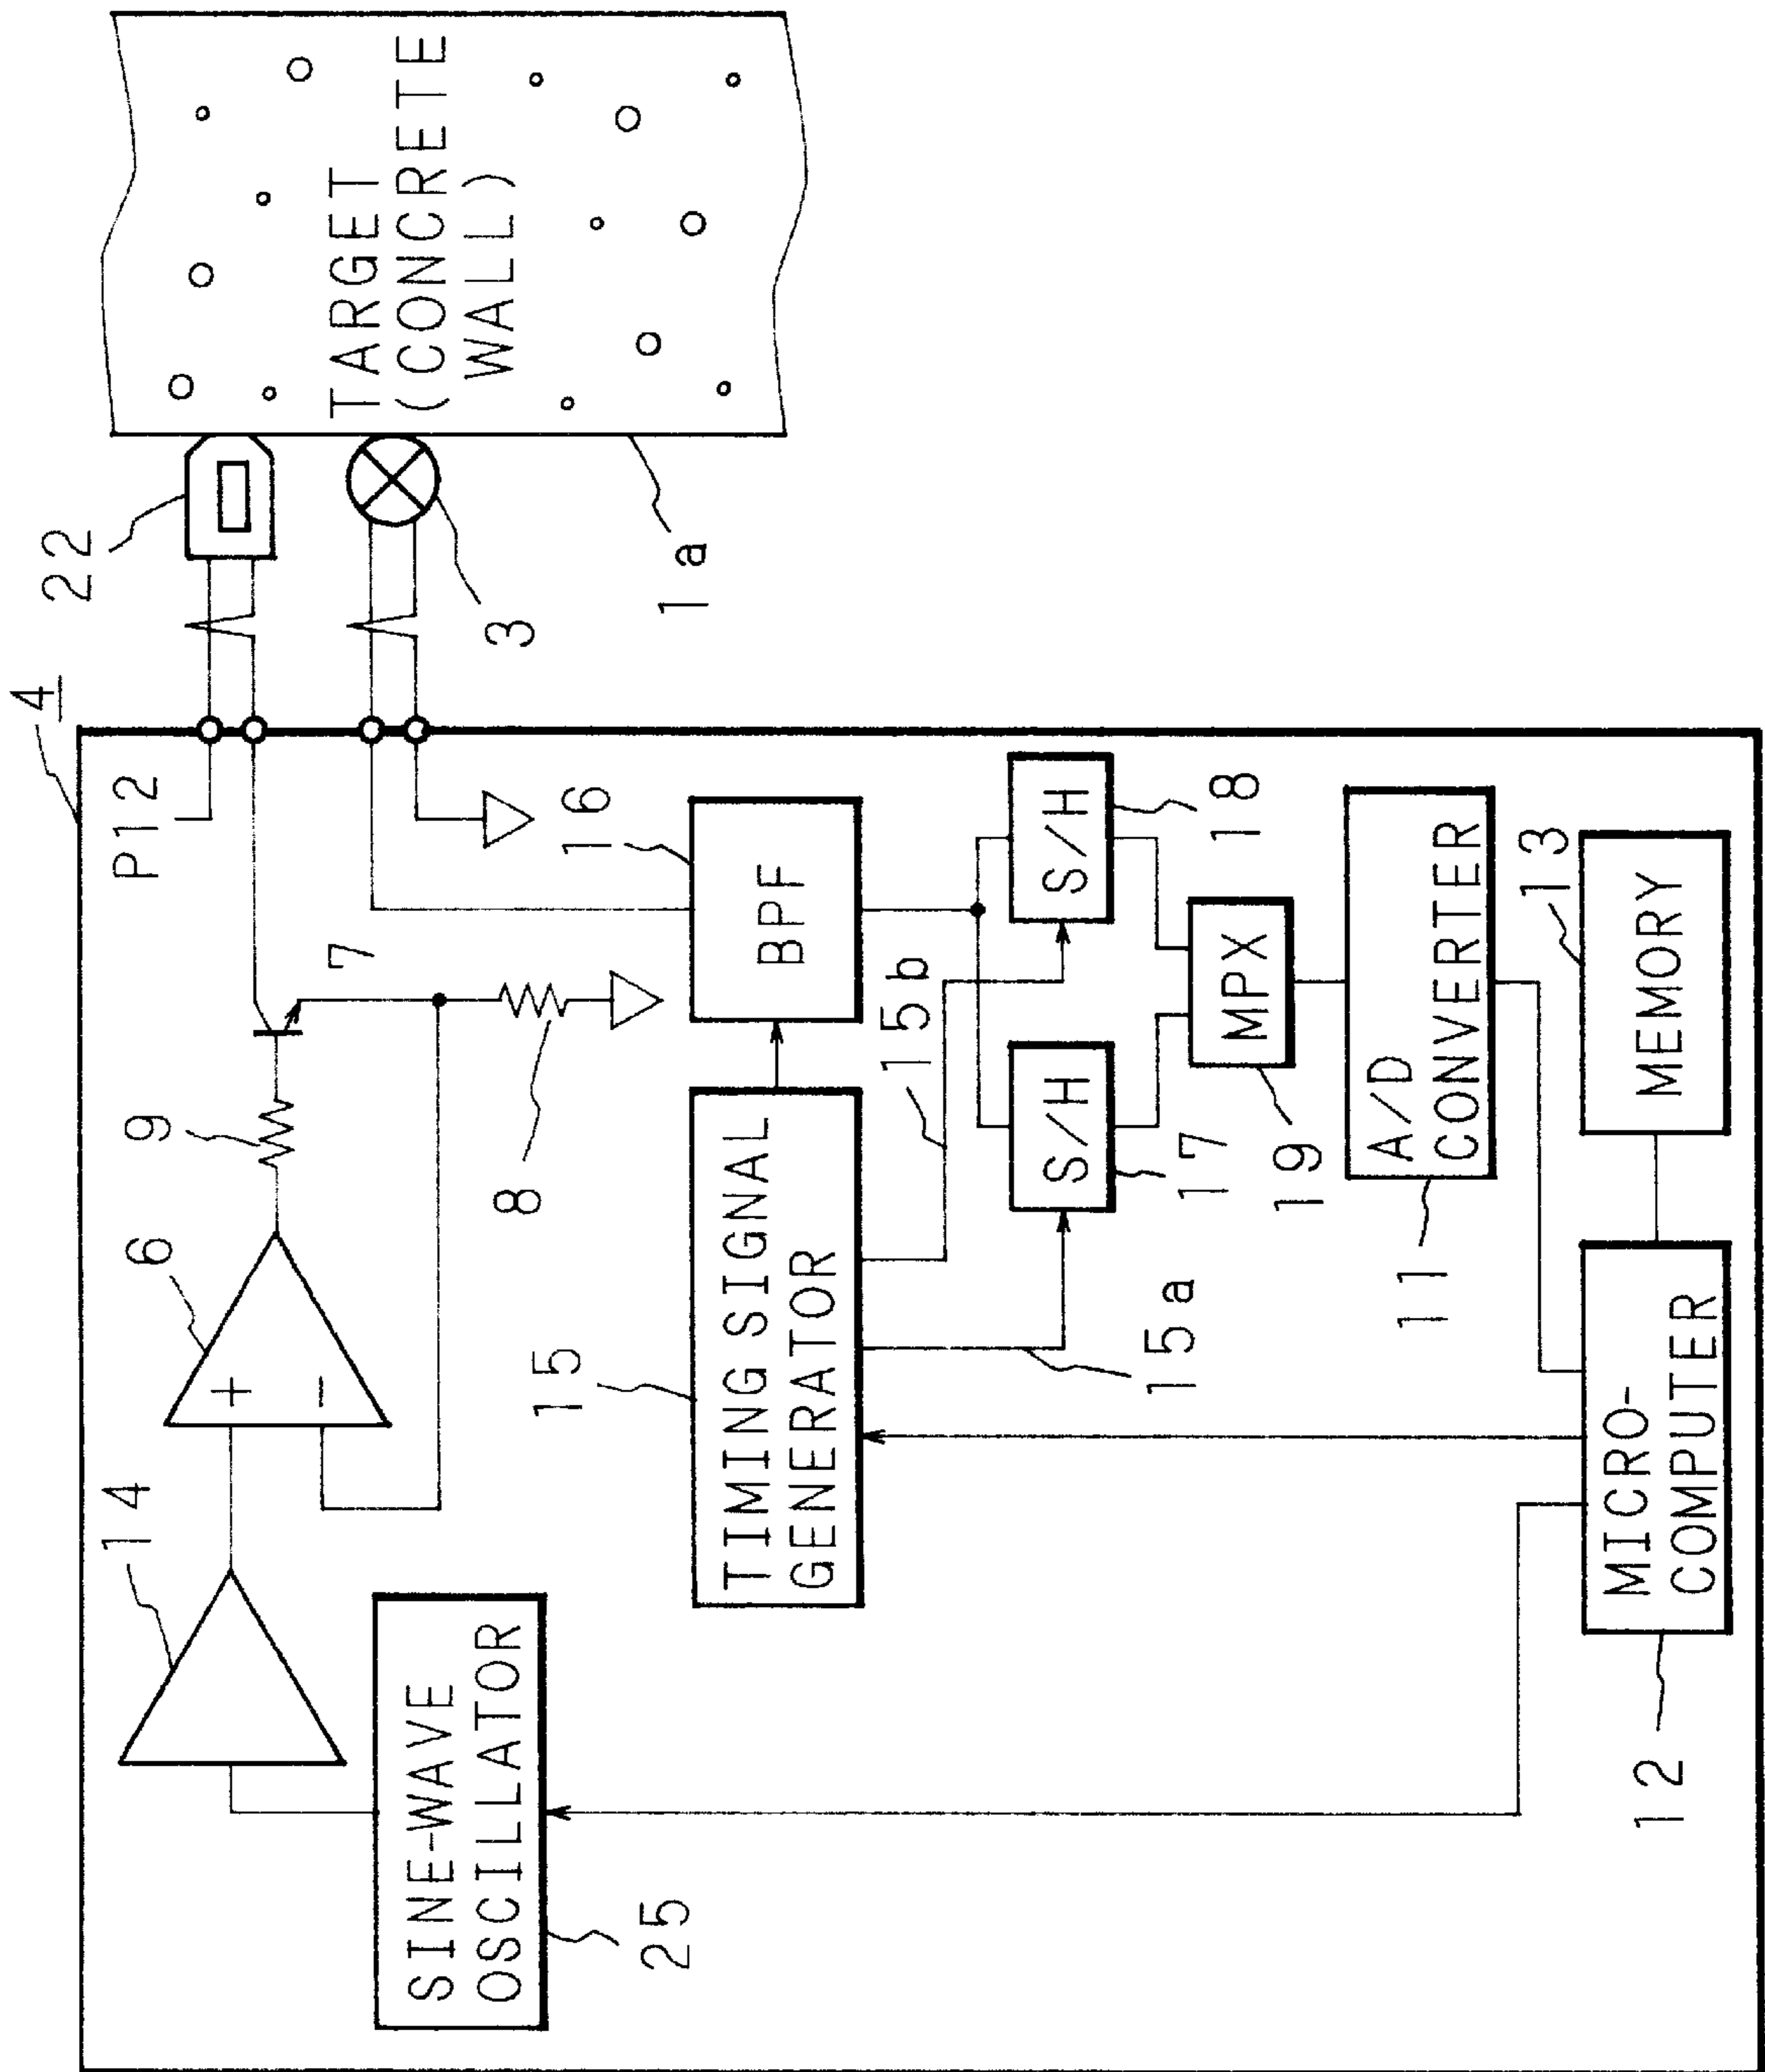 4
22
TARGET
(CONCRETE
WALL)
3
1a
P12
7
9
8
6
14
16
BPF
15
TIMING SIGNAL
GENERATOR
15b
15a
S/H
18
S/H
17
MPX
19
A/D
CONVERTER
11
MEMORY
13
MICRO-
COMPUTER
12
SINE-WAVE
OSCILLATOR
25
+
−